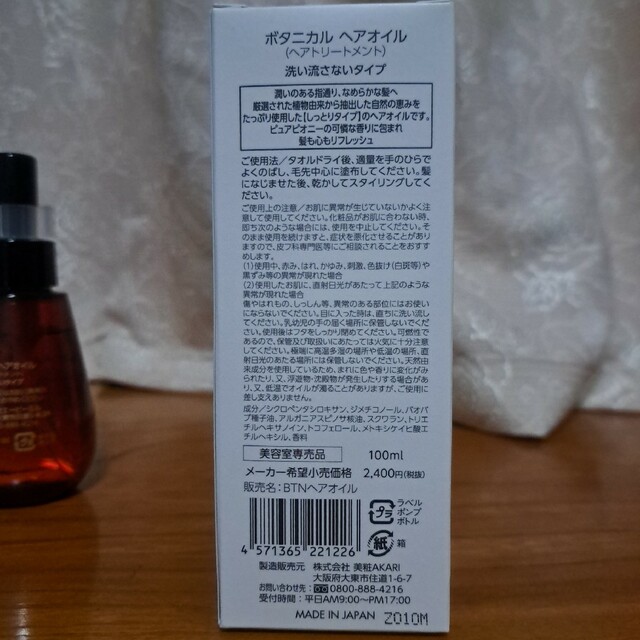 ボタニカル ヘアオイル
(ヘアトリートメント)
洗い流さないタイプ
潤いのある指通り、なめらかな髪へ
厳選された植物由来から抽出した自然の恵みを
たっぷり使用した【しっとりタイプ】のヘアオイルです。
ピュアピオニーの可憐な香りに包まれ
髪も心もリフレッシュ
ご使用法/タオルドライ後、適量を手のひらで
よくのばし、毛先中心に塗布してください。髪
になじませた後、乾かしてスタイリングしてく
ださい。
ご使用上の注意/お肌に異常が生じていないかよく注
意して使用してください。化粧品がお肌に合わない時、
即ち次のような場合には、使用を中止してください。そ
のまま使用を続けますと、症状を悪化させることがあり
ますので、皮フ科専門医等にご相談されることをおすす
めします。
(1)使用中、赤み、はれ、かゆみ、刺激、色抜け(白斑等)や
黒ずみ等の異常が現れた場合
(2)使用したお肌に、直射日光があたって上記のような
異常が現れた場合
傷やはれもの、しっしん等、異常のある部位にはお使い
にならないでください。目に入った時は、直ちに洗い流し
てください。乳幼児の手の届く場所に保管しないでくださ
い。使用後はフタをしっかり閉めてください。可燃性で
あるので、保管及び取扱いにあたっては火気に十分注意
してください。極端に高温多湿の場所や低温の場所、直
射日光のあたる場所には保管しないでください。天然由
来成分を使用しているため、まれに色や香りに変化がみ
られたり、又、浮遊物・沈殿物が発生したりする場合があ
り、又、低温でオイルが濁ることがありますが、ご使用に
差し支えありません。
成分/シクロペンタシロキサン、ジメチコノール、バオバ
ブ種子油、アルガニアスピノサ核油、スクワラン、トリエ
チルヘキサノイン、トコフェロール、メトキシケイヒ酸エ
チルヘキシル、香料
美容室専売品 100ml
メーカー希望小売価格 2,400円(税抜)
販売名:BTNヘアオイル
プラ
ラベル
ポンプ
ボトル
紙 箱
4 571365 221226
製造販売元 株式会社 美粧AKARI
大阪府大東市住道1-6-7
お問い合わせ先:0800-888-4216
受付時間:平日AM9:00〜PM17:00
MADE IN JAPAN Z010M